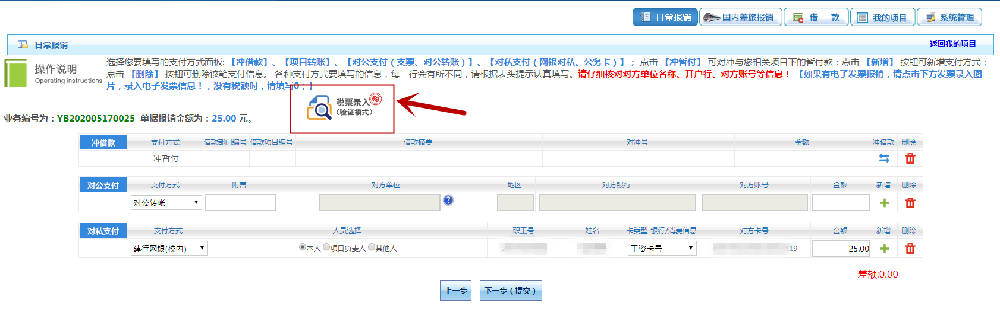 日常报销 国内差旅报销 借 款 我的项目 系统管理
日常报销 返回我的项目
操作说明
Operating instructions
选择您要填写的支付方式面板: 【冲借款】、【项目转账】、【对公支付(支票、对公转账)】、【对私支付(网银对私、公务卡)】; 点击 【冲暂付】 可对冲与您相关项目下的暂付款;点击 【新增】 按钮可新增支付方式;
点击 【删除】 按钮可删除该笔支付信息。 各种支付方式要填写的信息,每一行会有所不同,请根据表头提示认真填写。请仔细核对对方单位名称、开户行、对方账号等信息! 【如果有电子发票报销,请点击下方发票录入图
片,录入电子发票信息!,没有税额时,请填写0;】
税票录入 税
(验证模式)
业务编号为:YB202005170025 单据报销金额为:25.00 元。
冲借款 支付方式 借款部门编号 借款项目编号 借款摘要 对冲号 金额 冲借款 删除
冲暂付
对公支付 支付方式 附言 对方单位 地区 对方银行 对方账号 金额 新增 删除
对公转帐 ?
对私支付 支付方式 人员选择 职工号 姓名 卡类型-银行/消费信息 对方卡号 金额 新增 删除
建行网银(校内) 本人 项目负责人 其他人 工资卡号 X19 25.00
差额:0.00
上一步 下一步(提交)